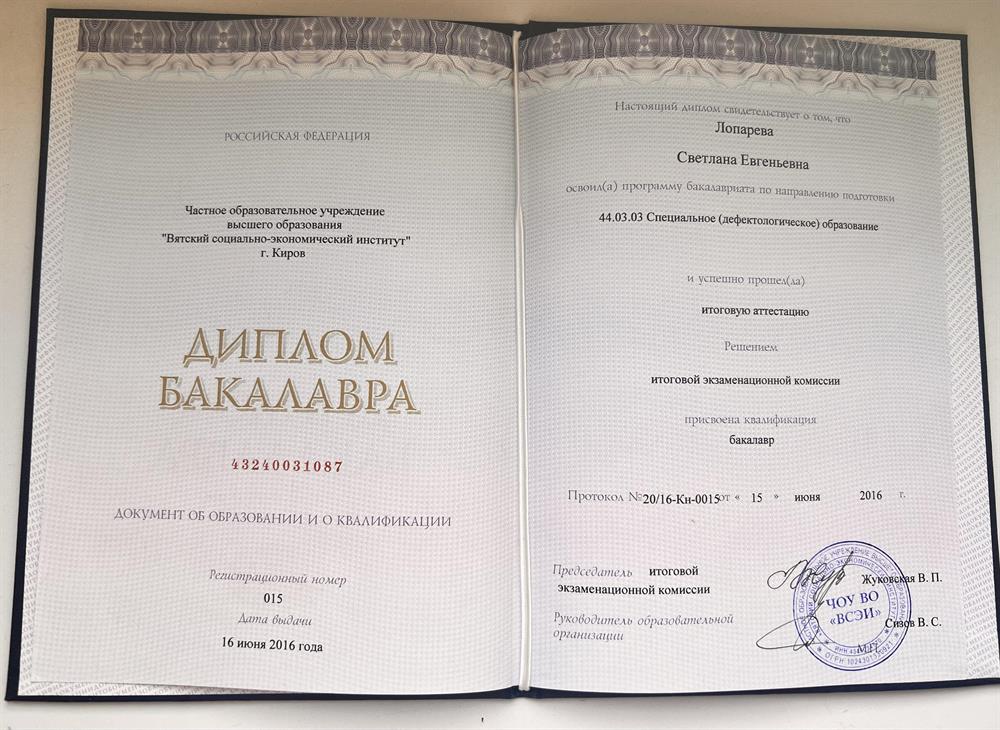 РОССИЙСКАЯ ФЕДЕРАЦИЯ
Частное образовательное учреждение
высшего образования
"Вятский социально-экономический институт"
г. Киров
ДИПЛОМ
БАКАЛАВРА
43240031087
ДОКУМЕНТ ОБ ОБРАЗОВАНИИ И О КВАЛИФИКАЦИИ
Регистрационный номер
015
Дата выдачи
16 июня 2016 года
Настоящий диплом свидетельствует о том, что
Лопарева
Светлана Евгеньевна
освоил(а) программу бакалавриата по направлению подготовки
44.03.03 Специальное (дефектологическое) образование
и успешно прошел(ла)
итоговую аттестацию
Решением
итоговой экзаменационной комиссии
присвоена квалификация
бакалавр
Протокол № 20/16-Кн-0015 от « 15 » июня 2016 г.
Председатель итоговой
экзаменационной комиссии
Жуковская В. П.
Руководитель образовательной
организации
Сизов В. С.
М.П.
ЧОУ ВО
«ВСЭИ»